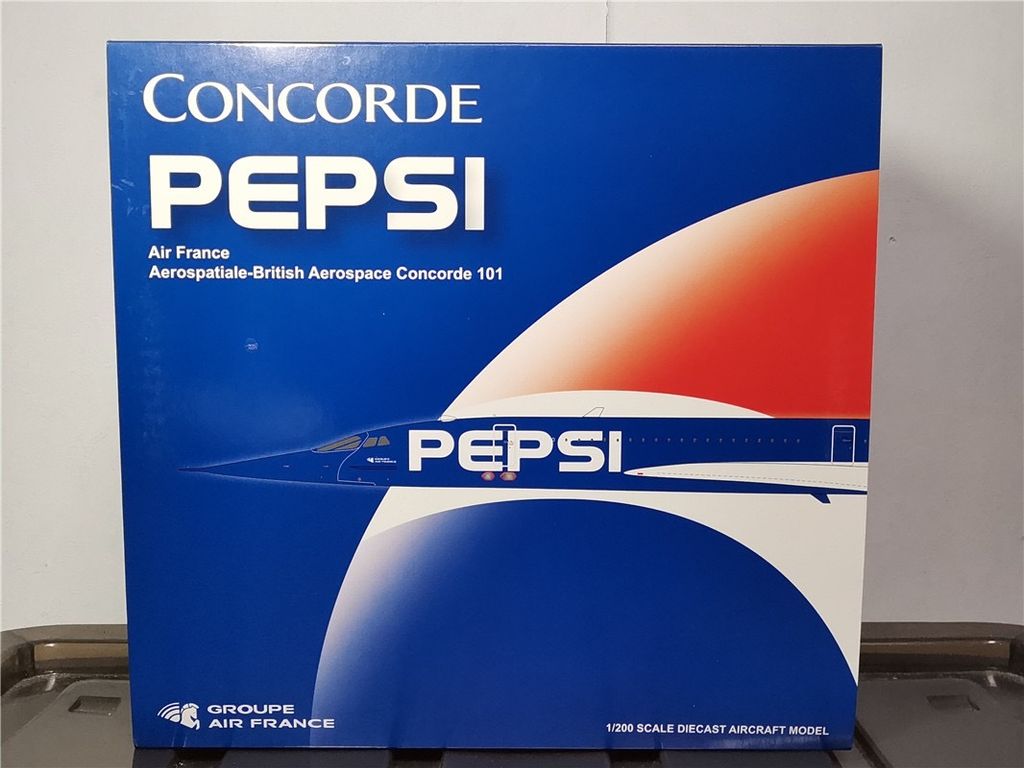 CONCORDE
PEPSI
Air France
Aerospatiale-British Aerospace Concorde 101
PEPSI
GROUPE
AIR FRANCE
1/200 SCALE DIECAST AIRCRAFT MODEL